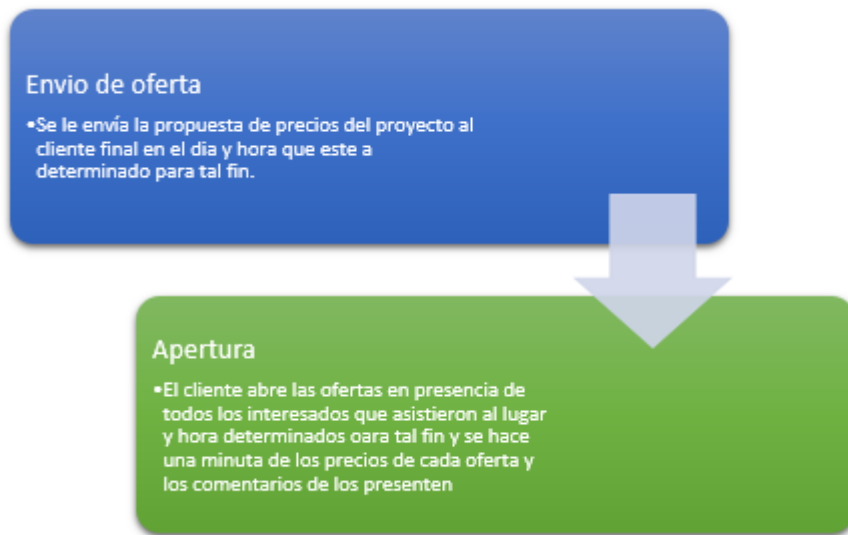 Envio de oferta
•Se le envía la propuesta de precios del proyecto al
cliente final en el dia y hora que este a
determinado para tal fin.
Apertura
•El cliente abre las ofertas en presencia de
todos los interesados que asistieron al lugar
y hora determinados oara tal fin y se hace
una minuta de los precios de cada oferta y
los comentarios de los presenten